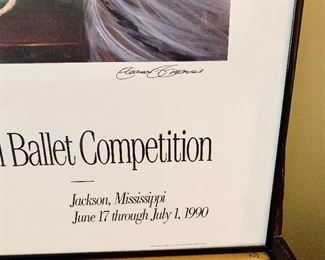 Ballet Competition
Jackson, Mississippi
June 17 through July 1, 1990